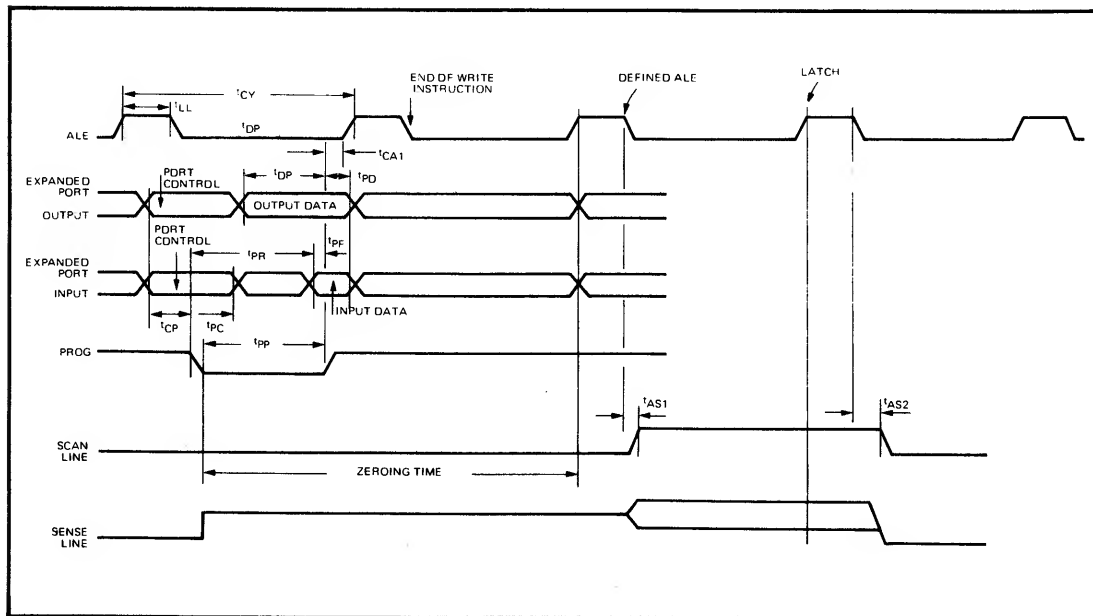 END OF WRITE
INSTRUCTION
DEFINED ALE
LATCH
tCY
tLL
ALE
tDP
tCA1
PORT
CONTROL
tDP
tPD
EXPANDED
PORT
OUTPUT
OUTPUT DATA
PORT
CONTROL
tPR
tPF
EXPANDED
PORT
INPUT
INPUT DATA
tCP
tPC
PROG
tPP
tAS1
tAS2
SCAN
LINE
ZEROING TIME
SENSE
LINE